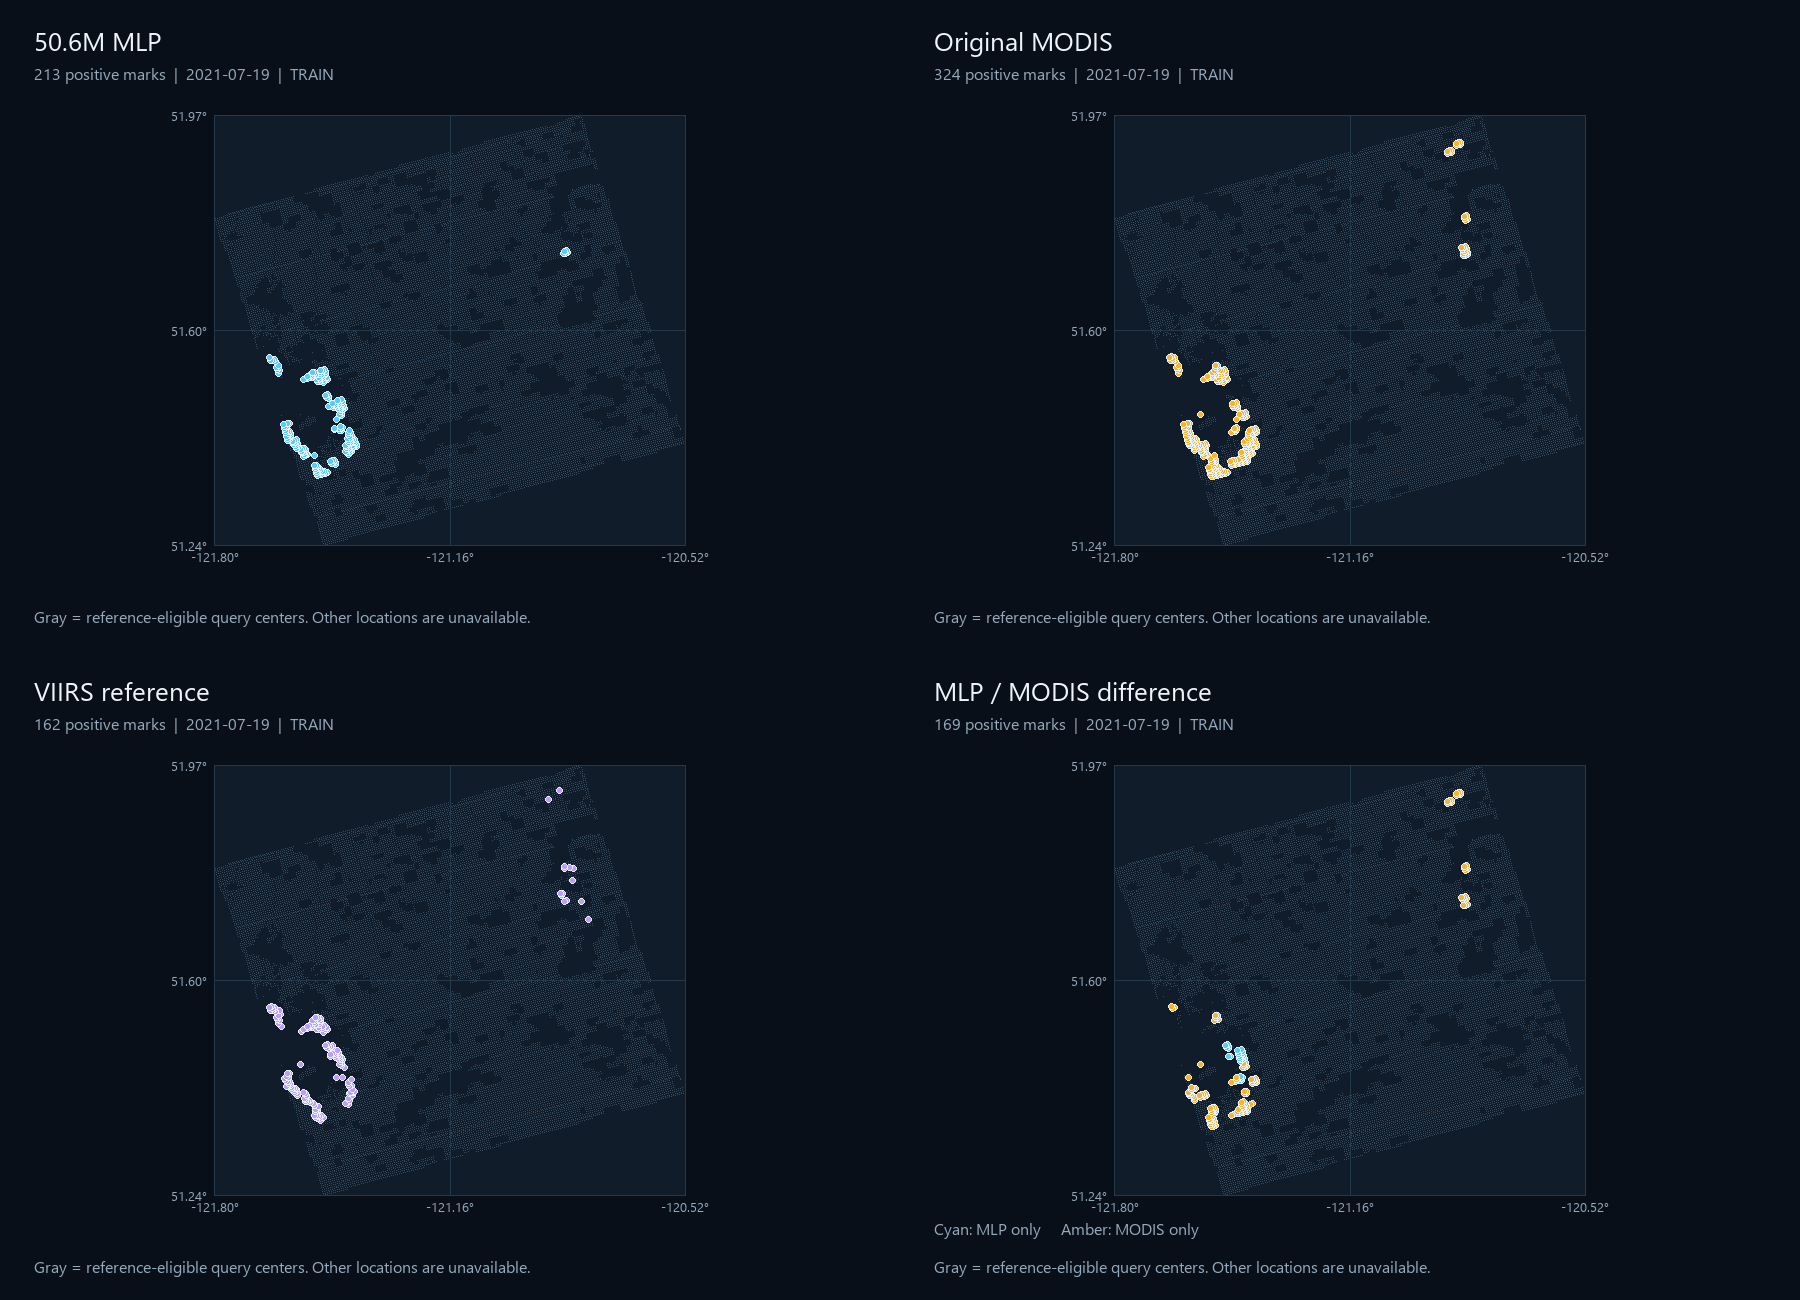 50.6M MLP
213 positive marks | 2021-07-19 | TRAIN
51.97°
51.60°
51.24°
-121.80°
-121.16°
-120.52°
Gray = reference-eligible query centers. Other locations are unavailable.
Original MODIS
324 positive marks | 2021-07-19 | TRAIN
51.97°
51.60°
51.24°
-121.80°
-121.16°
-120.52°
Gray = reference-eligible query centers. Other locations are unavailable.
VIIRS reference
162 positive marks | 2021-07-19 | TRAIN
51.97°
51.60°
51.24°
-121.80°
-121.16°
-120.52°
Gray = reference-eligible query centers. Other locations are unavailable.
MLP / MODIS difference
169 positive marks | 2021-07-19 | TRAIN
51.97°
51.60°
51.24°
-121.80°
-121.16°
-120.52°
Cyan: MLP only Amber: MODIS only
Gray = reference-eligible query centers. Other locations are unavailable.